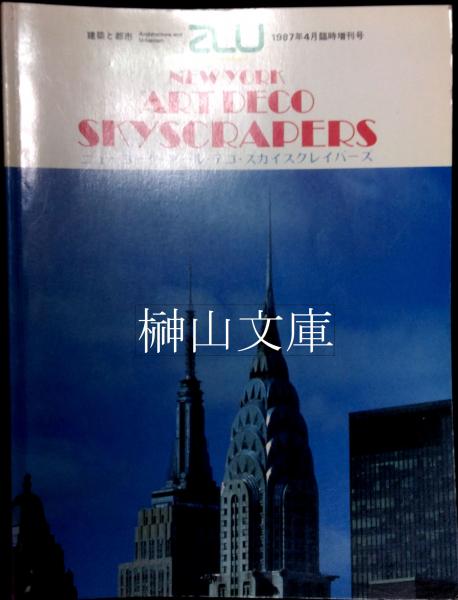 建築と都市
Architecture and
Urbanism
a+u
1987年4月臨時増刊号
NEW YORK
ART DECO
SKYSCRAPERS
ニューヨーク・アール・デコ・スカイスクレイパース
榊山文庫